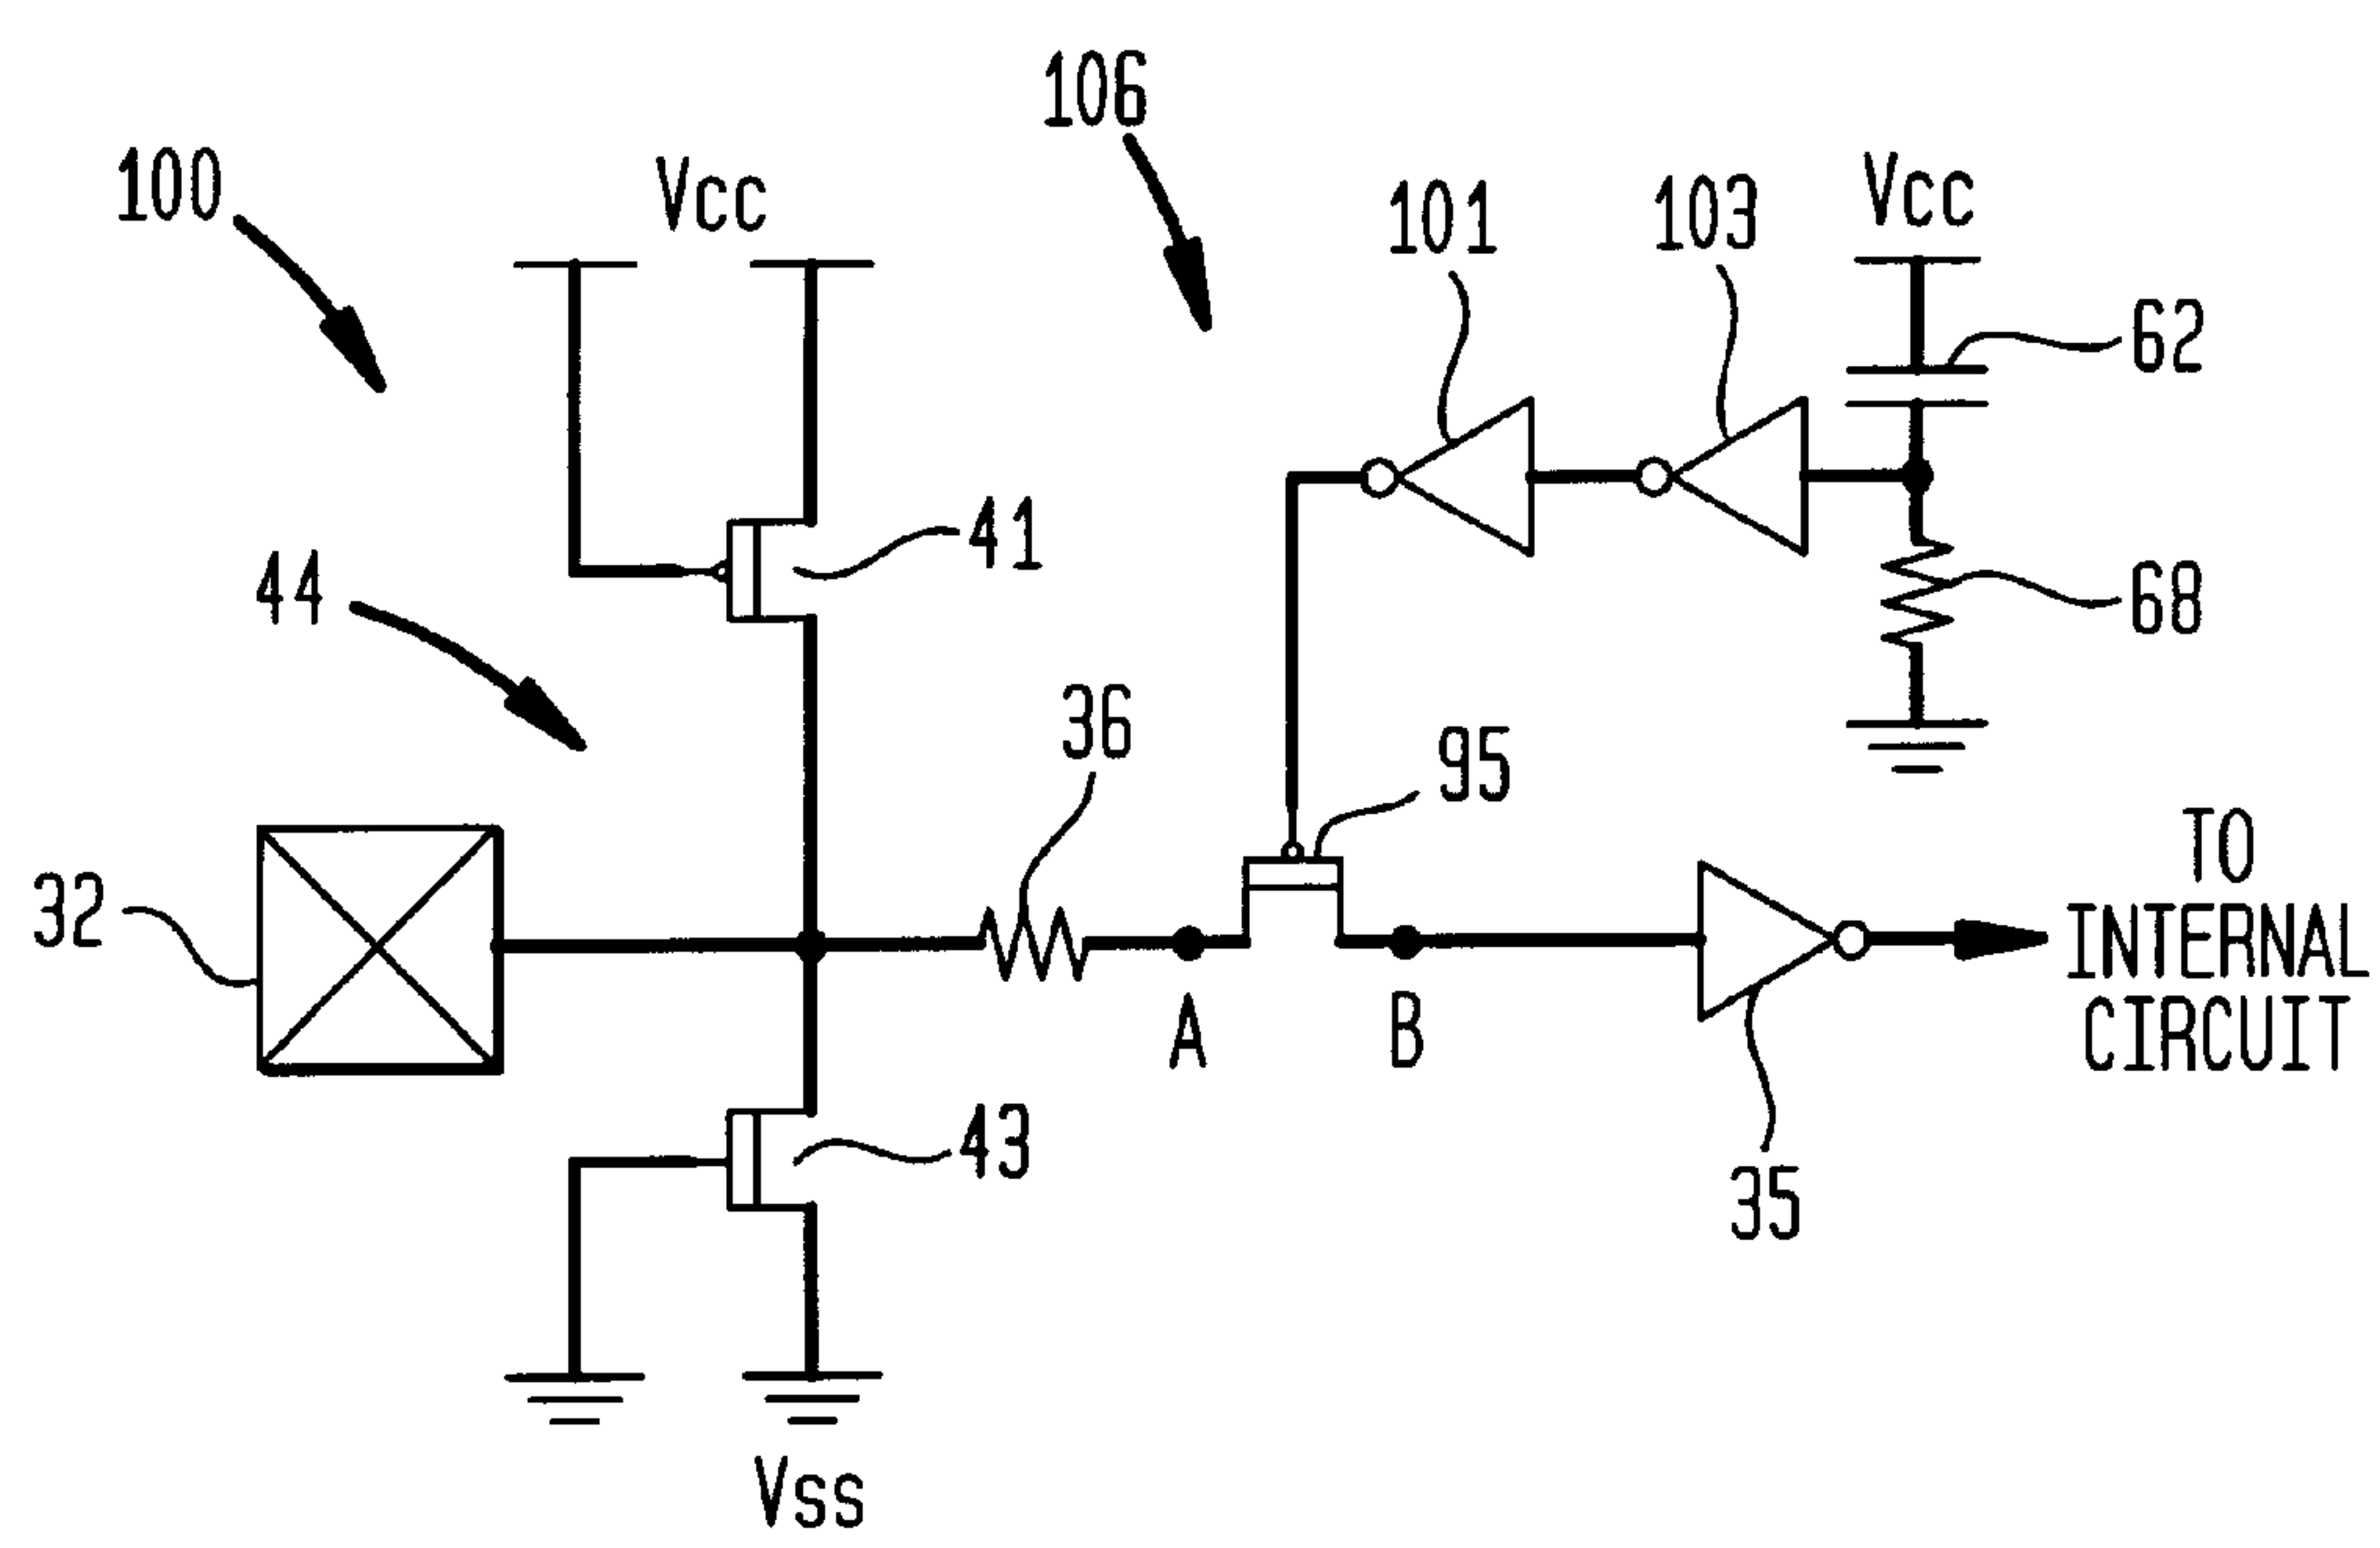 106
100
Vcc
101
103
Vcc
62
41
44
68
36
95
32
TO
INTERNAL
CIRCUIT
A
B
43
35
Vss